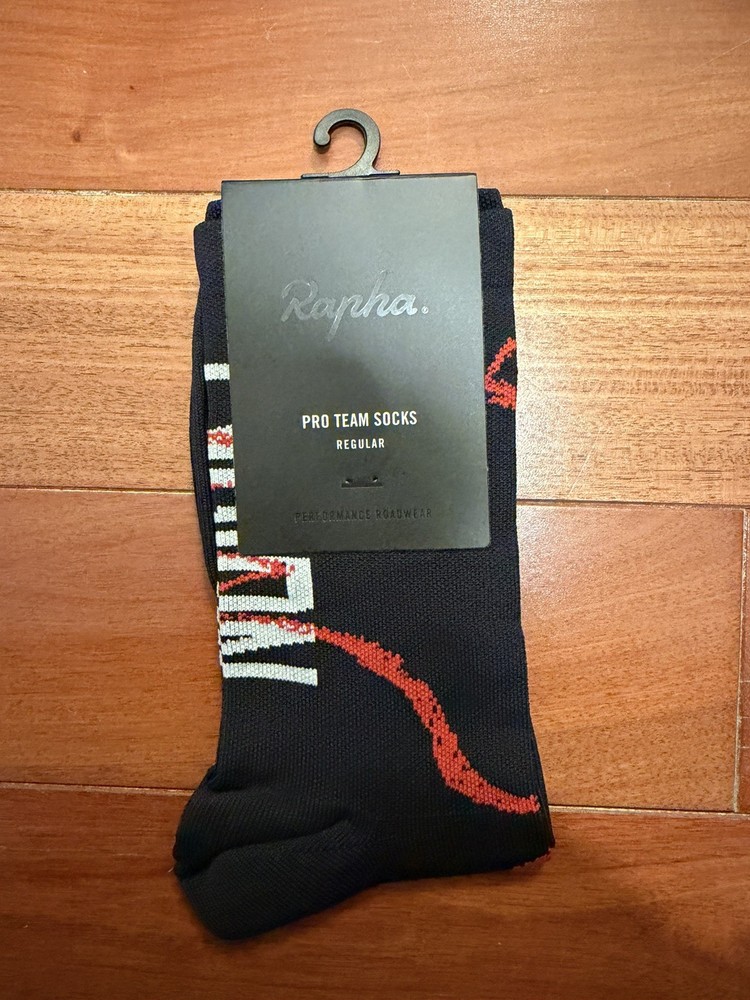 Rapha.
PRO TEAM SOCKS
REGULAR
PERFORMANCE ROADWEAR